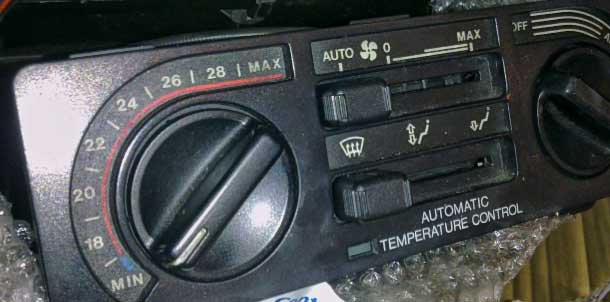 AUTO 0 MAX
OFF
18 20 22 24 26 28 MAX
MIN
AUTOMATIC
TEMPERATURE CONTROL